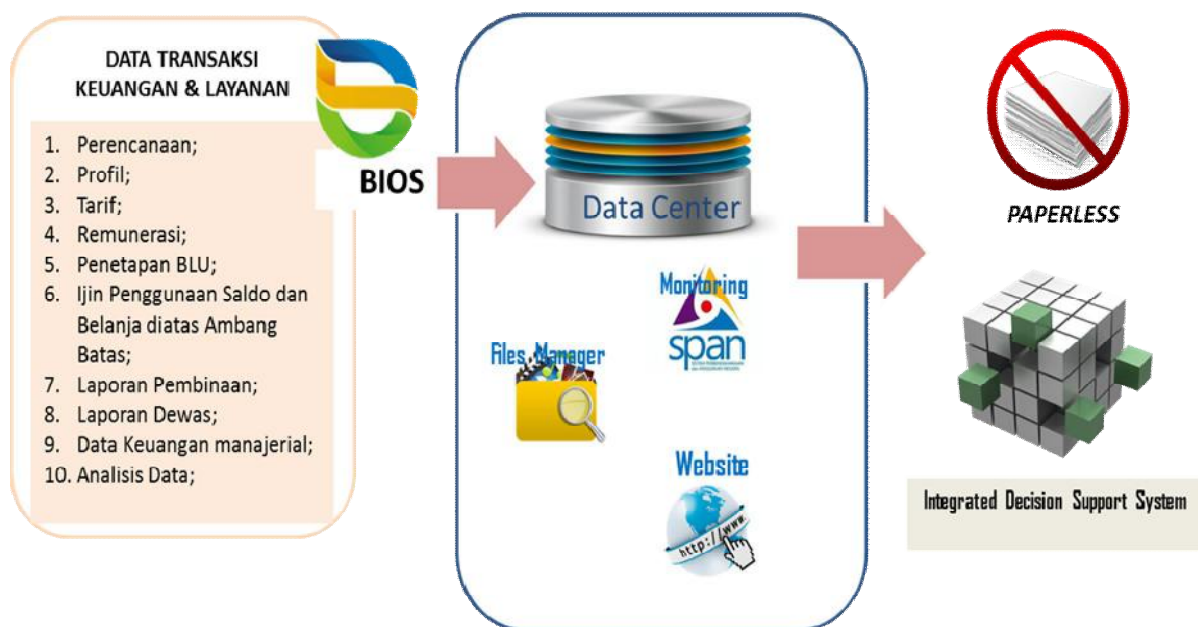 DATA TRANSAKSI
KEUANGAN & LAYANAN
1. Perencanaan;
2. Profil;
3. Tarif;
4. Remunerasi;
5. Penetapan BLU;
6. Ijin Penggunaan Saldo dan
Belanja diatas Ambang
Batas;
7. Laporan Pembinaan;
8. Laporan Dewas;
9. Data Keuangan manajerial;
10. Analisis Data;
BIOS
Data Center
Monitoring
span
Files Manager
Website
http://www.
PAPERLESS
Integrated Decision Support System